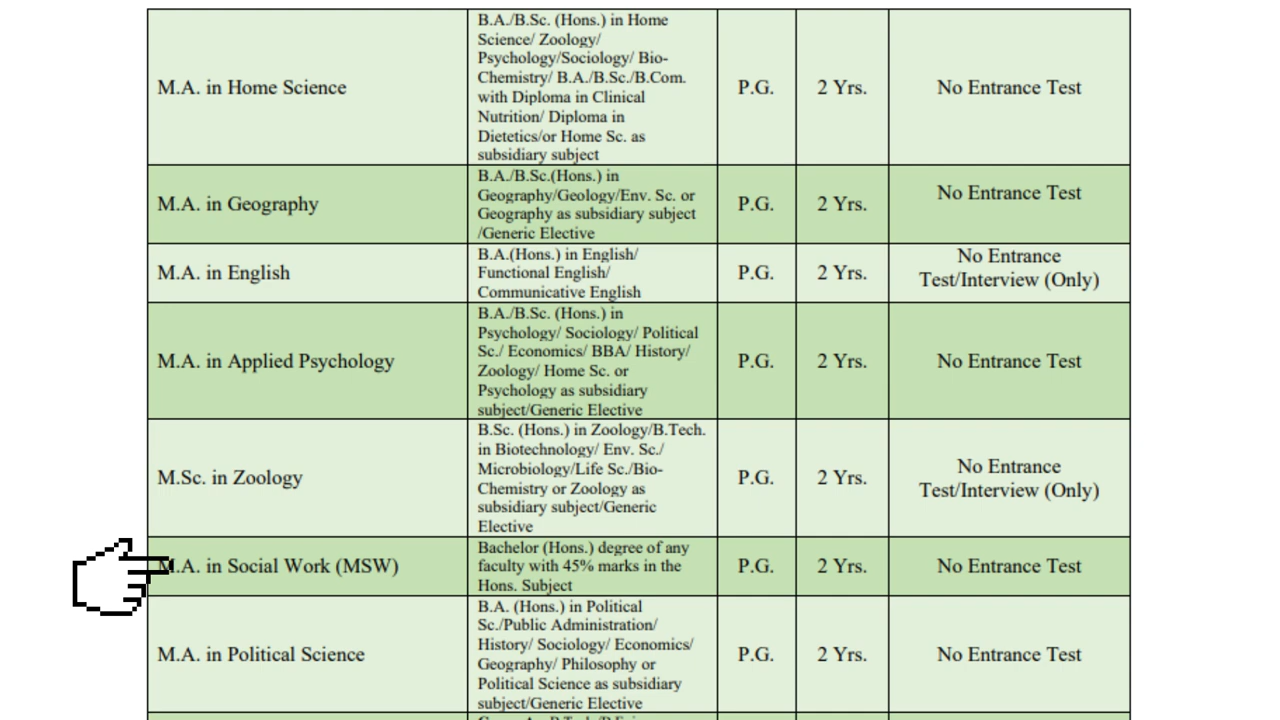 M.A. in Home Science
B.A./B.Sc. (Hons.) in Home
Science/ Zoology/
Psychology/Sociology/ Bio-
Chemistry/ B.A./B.Sc./B.Com.
with Diploma in Clinical
Nutrition/ Diploma in
Dietetics/or Home Sc. as
subsidiary subject
P.G.
2 Yrs.
No Entrance Test
M.A. in Geography
B.A./B.Sc.(Hons.) in
Geography/Geology/Env. Sc. or
Geography as subsidiary subject
/Generic Elective
P.G.
2 Yrs.
No Entrance Test
M.A. in English
B.A.(Hons.) in English/
Functional English/
Communicative English
P.G.
2 Yrs.
No Entrance
Test/Interview (Only)
M.A. in Applied Psychology
B.A./B.Sc. (Hons.) in
Psychology/ Sociology/ Political
Sc./ Economics/ BBA/ History/
Zoology/ Home Sc. or
Psychology as subsidiary
subject/Generic Elective
P.G.
2 Yrs.
No Entrance Test
M.Sc. in Zoology
B.Sc. (Hons.) in Zoology/B.Tech.
in Biotechnology/ Env. Sc./
Microbiology/Life Sc./Bio-
Chemistry or Zoology as
subsidiary subject/Generic
Elective
P.G.
2 Yrs.
No Entrance
Test/Interview (Only)
M.A. in Social Work (MSW)
Bachelor (Hons.) degree of any
faculty with 45% marks in the
Hons. Subject
P.G.
2 Yrs.
No Entrance Test
M.A. in Political Science
B.A. (Hons.) in Political
Sc./Public Administration/
History/ Sociology/ Economics/
Geography/ Philosophy or
Political Science as subsidiary
subject/Generic Elective
P.G.
2 Yrs.
No Entrance Test